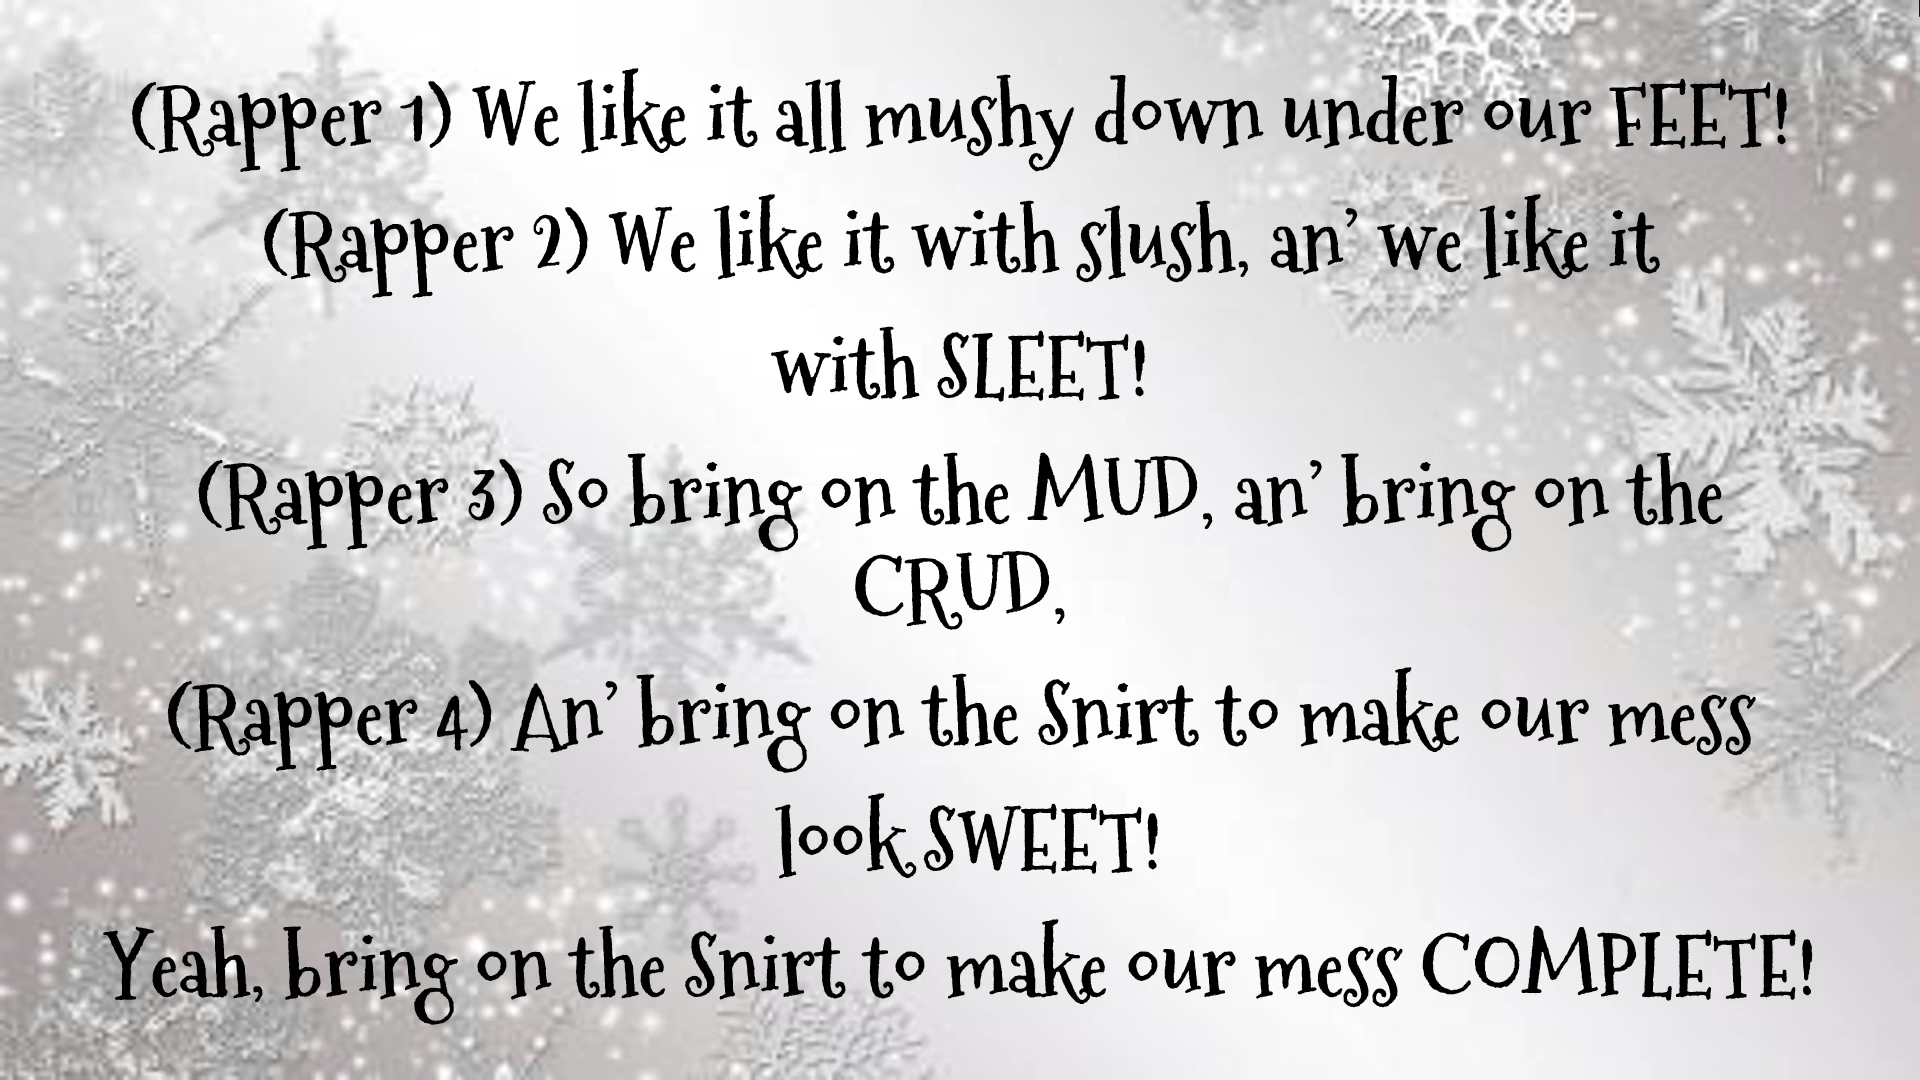 (Rapper 1) We like it all mushy down under our FEET!
(Rapper 2) We like it with slush, an’ we like it
with SLEET!
(Rapper 3) So bring on the MUD, an’ bring on the
CRUD,
(Rapper 4) An’ bring on the Snirt to make our mess
look SWEET!
Yeah, bring on the Snirt to make our mess COMPLETE!